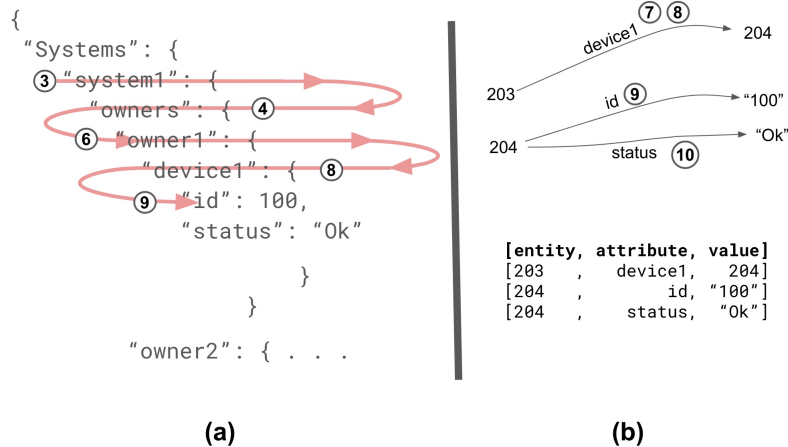 {
“Systems”: {
3 “system1”: {
“owners”: { 4
6 “owner1”: {
“device1”: { 8
9 “id”: 100,
“status”: “Ok”
}
}
“owner2”: { . . .
(a)
7 8
device1
204
203
id 9
“100”
204
“Ok”
status 10
[entity, attribute, value]
[203 , device1, 204]
[204 , id, “100”]
[204 , status, “Ok”]
(b)